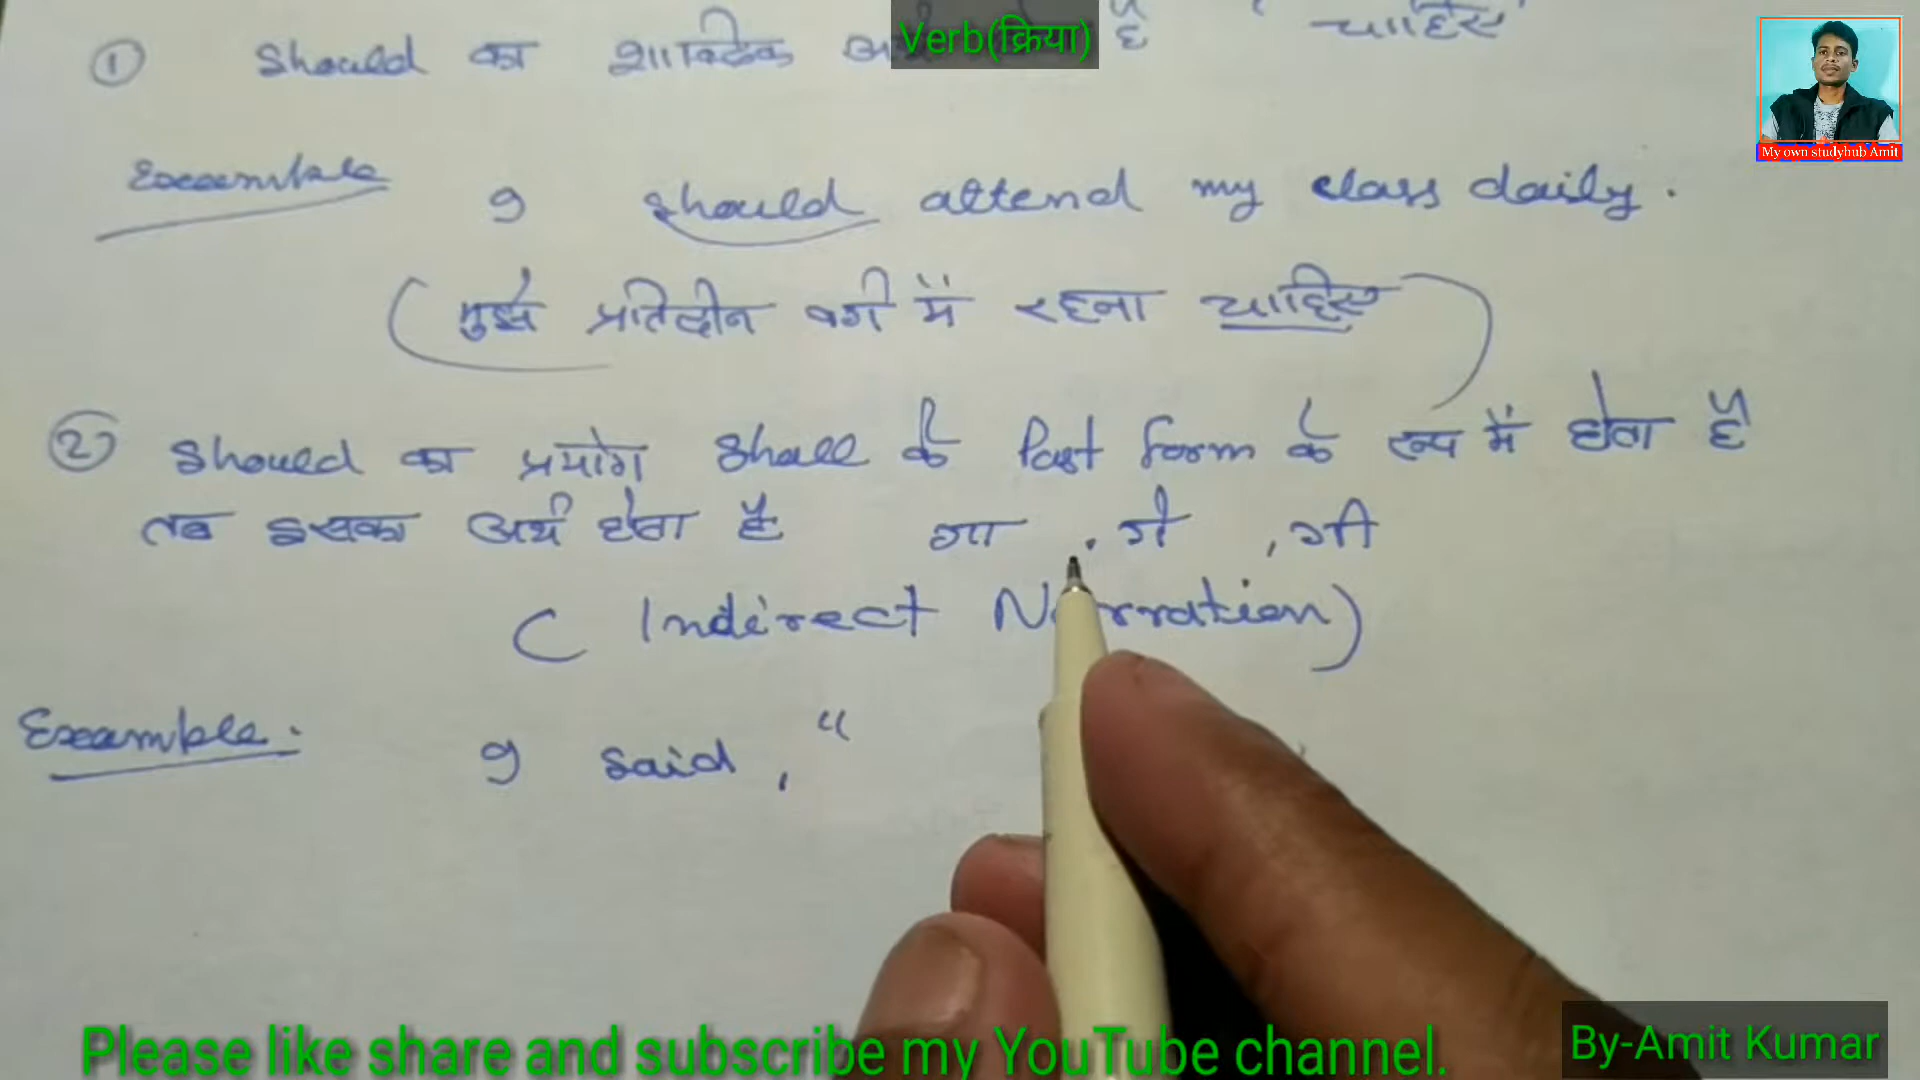 Verb(क्रिया)
① Should का शाब्दिक है चाहिए
My own studyhub Amit
Example I should attend my class daily.
(मुझे प्रतिदीन वर्ग में रहना चाहिए)
② Should का प्रयोग Shall के Past form के रूप में होता है
तब इसका अर्थ होता है गा , गे , गी
(Indirect Narration)
Example. I said, "
Please like share and subscribe my YouTube channel.
By-Amit Kumar